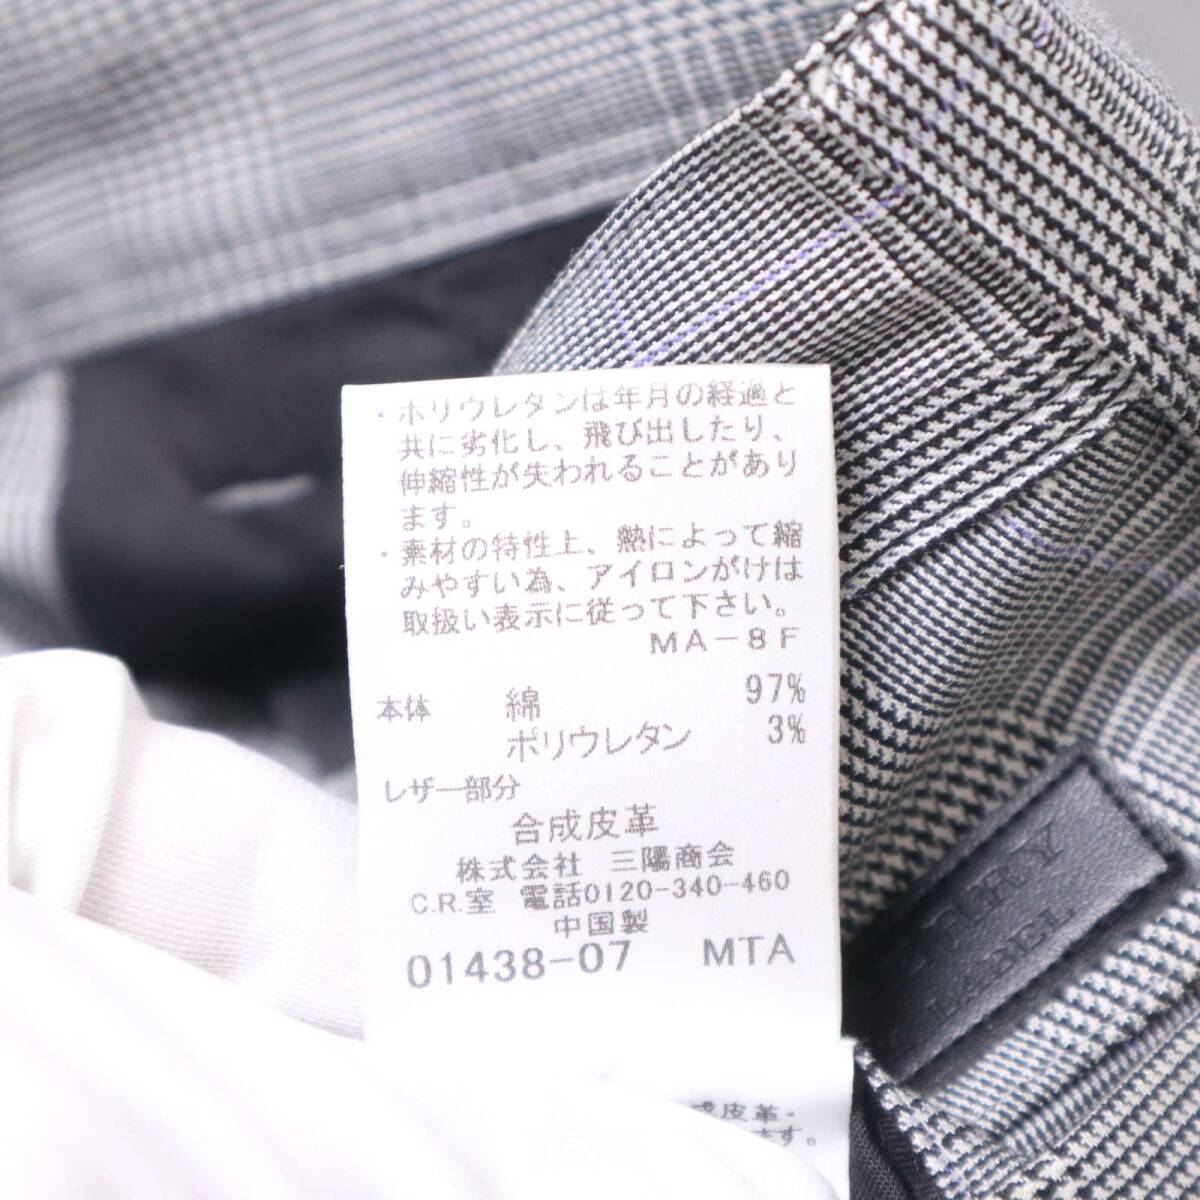 ・ポリウレタンは年月の経過と
共に劣化し、飛び出したり、
伸縮性が失われることがあり
ます。
・素材の特性上、熱によって縮
みやすい為、アイロンがけは
取扱い表示に従って下さい。
MA-8F
本体 綿 97%
ポリウレタン 3%
レザー部分
合成皮革
株式会社 三陽商会
C.R.室 電話0120-340-460
中国製
01438-07 MTA
成皮革・
ます。